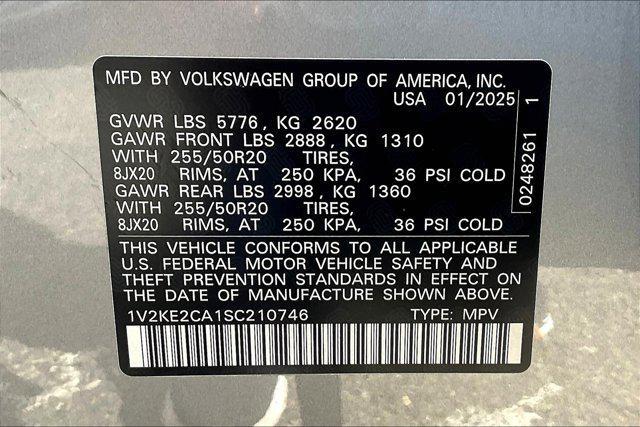 MFD BY VOLKSWAGEN GROUP OF AMERICA, INC.
USA 01/2025
GVWR LBS 5776, KG 2620
GAWR FRONT LBS 2888, KG 1310
WITH 255/50R20 TIRES,
8JX20 RIMS, AT 250 KPA, 36 PSI COLD
GAWR REAR LBS 2998, KG 1360
WITH 255/50R20 TIRES,
8JX20 RIMS, AT 250 KPA, 36 PSI COLD
THIS VEHICLE CONFORMS TO ALL APPLICABLE
U.S. FEDERAL MOTOR VEHICLE SAFETY AND
THEFT PREVENTION STANDARDS IN EFFECT ON
THE DATE OF MANUFACTURE SHOWN ABOVE.
1V2KE2CA1SC210746 TYPE: MPV
0248261 1